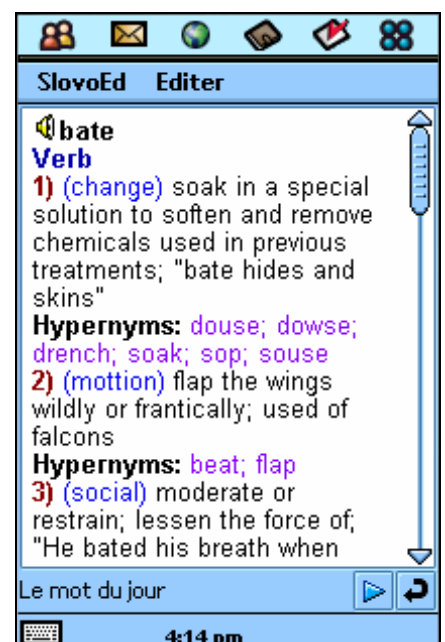 SlovoEd Editer
bate
Verb
1) (change) soak in a special
solution to soften and remove
chemicals used in previous
treatments; "bate hides and
skins"
Hypernyms: douse; dowse;
drench; soak; sop; souse
2) (mottion) flap the wings
wildly or frantically; used of
falcons
Hypernyms: beat; flap
3) (social) moderate or
restrain; lessen the force of;
"He bated his breath when
Le mot du jour
4:14 pm